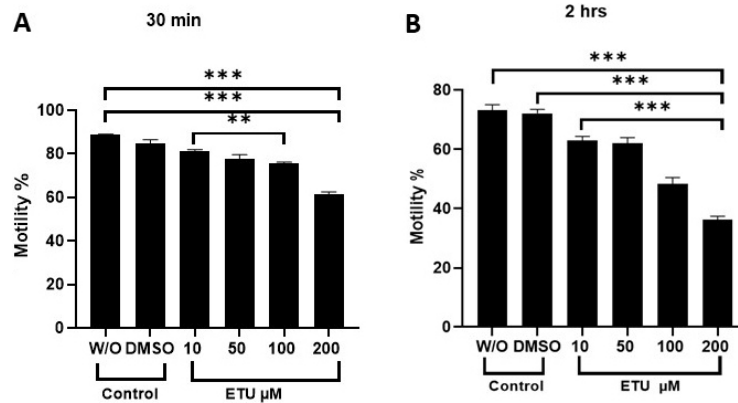 A
30 min
***
***
**
100
80
60
40
20
0
Motility %
W/O DMSO 10 50 100 200
Control ETU µM
B
2 hrs
***
***
***
80
60
40
20
0
Motility %
W/O DMSO 10 50 100 200
Control ETU µM